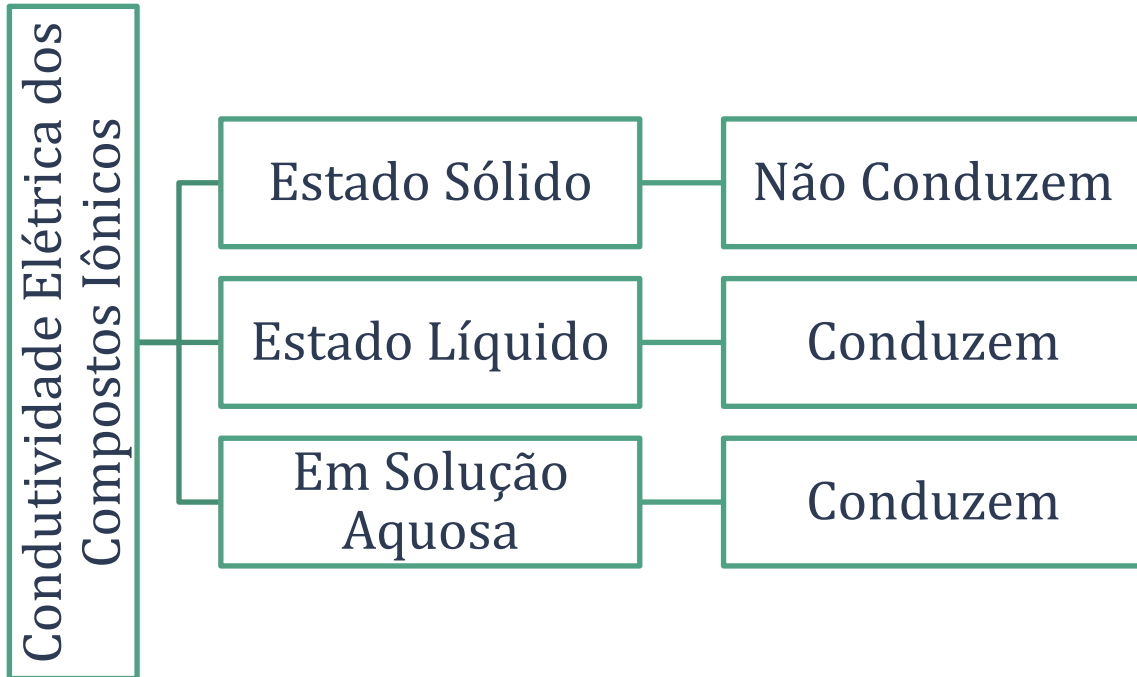 Condutividade Elétrica dos
Compostos Iônicos
Estado Sólido
Não Conduzem
Estado Líquido
Conduzem
Em Solução
Aquosa
Conduzem